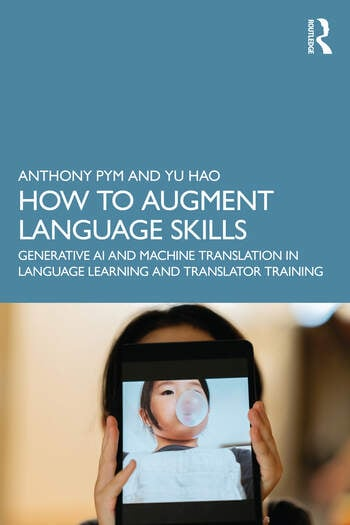 ROUTLEDGE
ANTHONY PYM AND YU HAO
HOW TO AUGMENT
LANGUAGE SKILLS
GENERATIVE AI AND MACHINE TRANSLATION IN
LANGUAGE LEARNING AND TRANSLATOR TRAINING